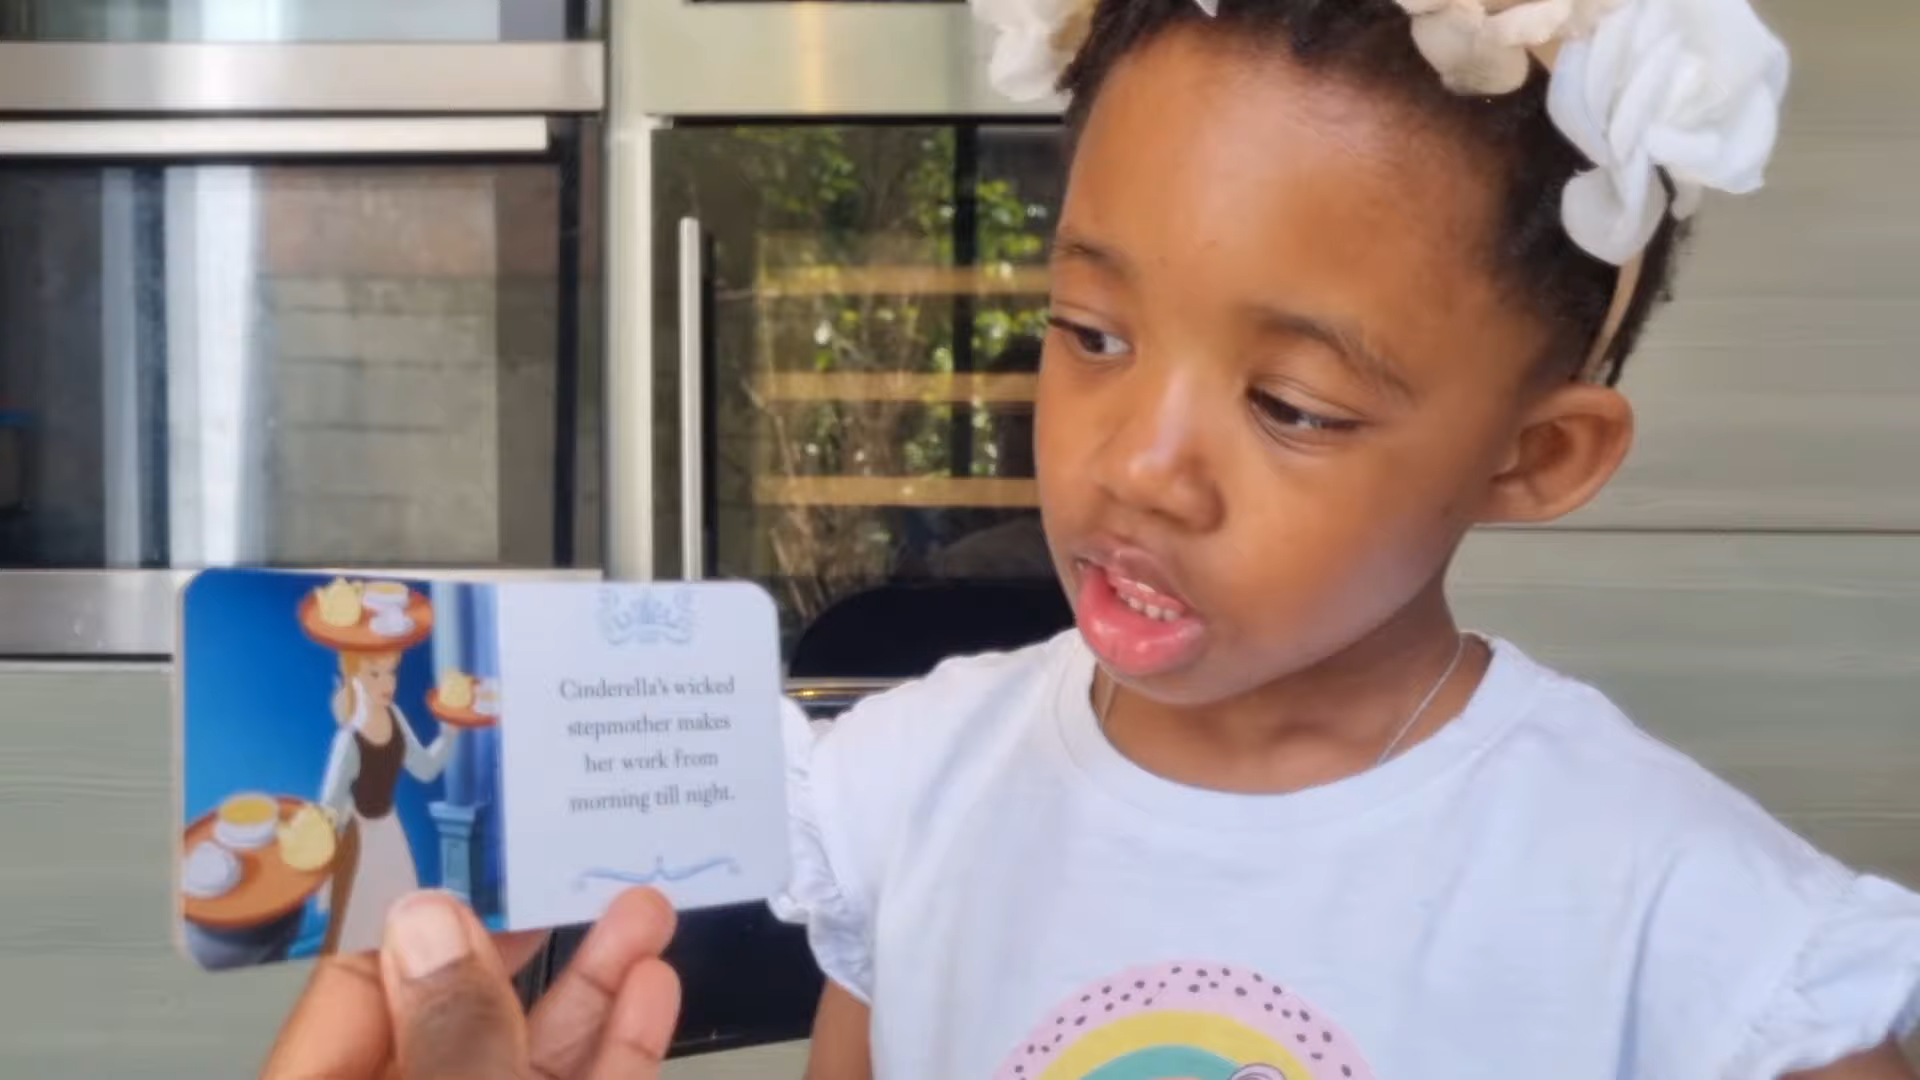 Cinderella's wicked
stepmother makes
her work from
morning till night.